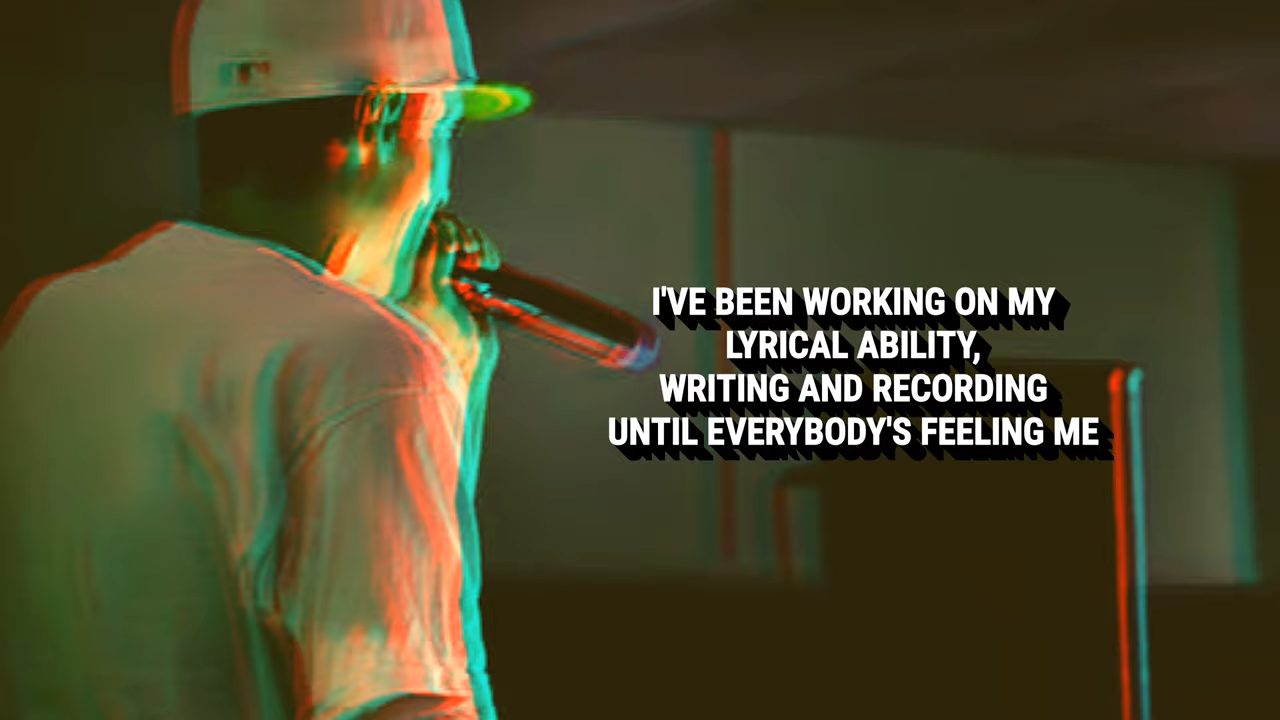 I'VE BEEN WORKING ON MY
LYRICAL ABILITY,
WRITING AND RECORDING
UNTIL EVERYBODY'S FEELING ME